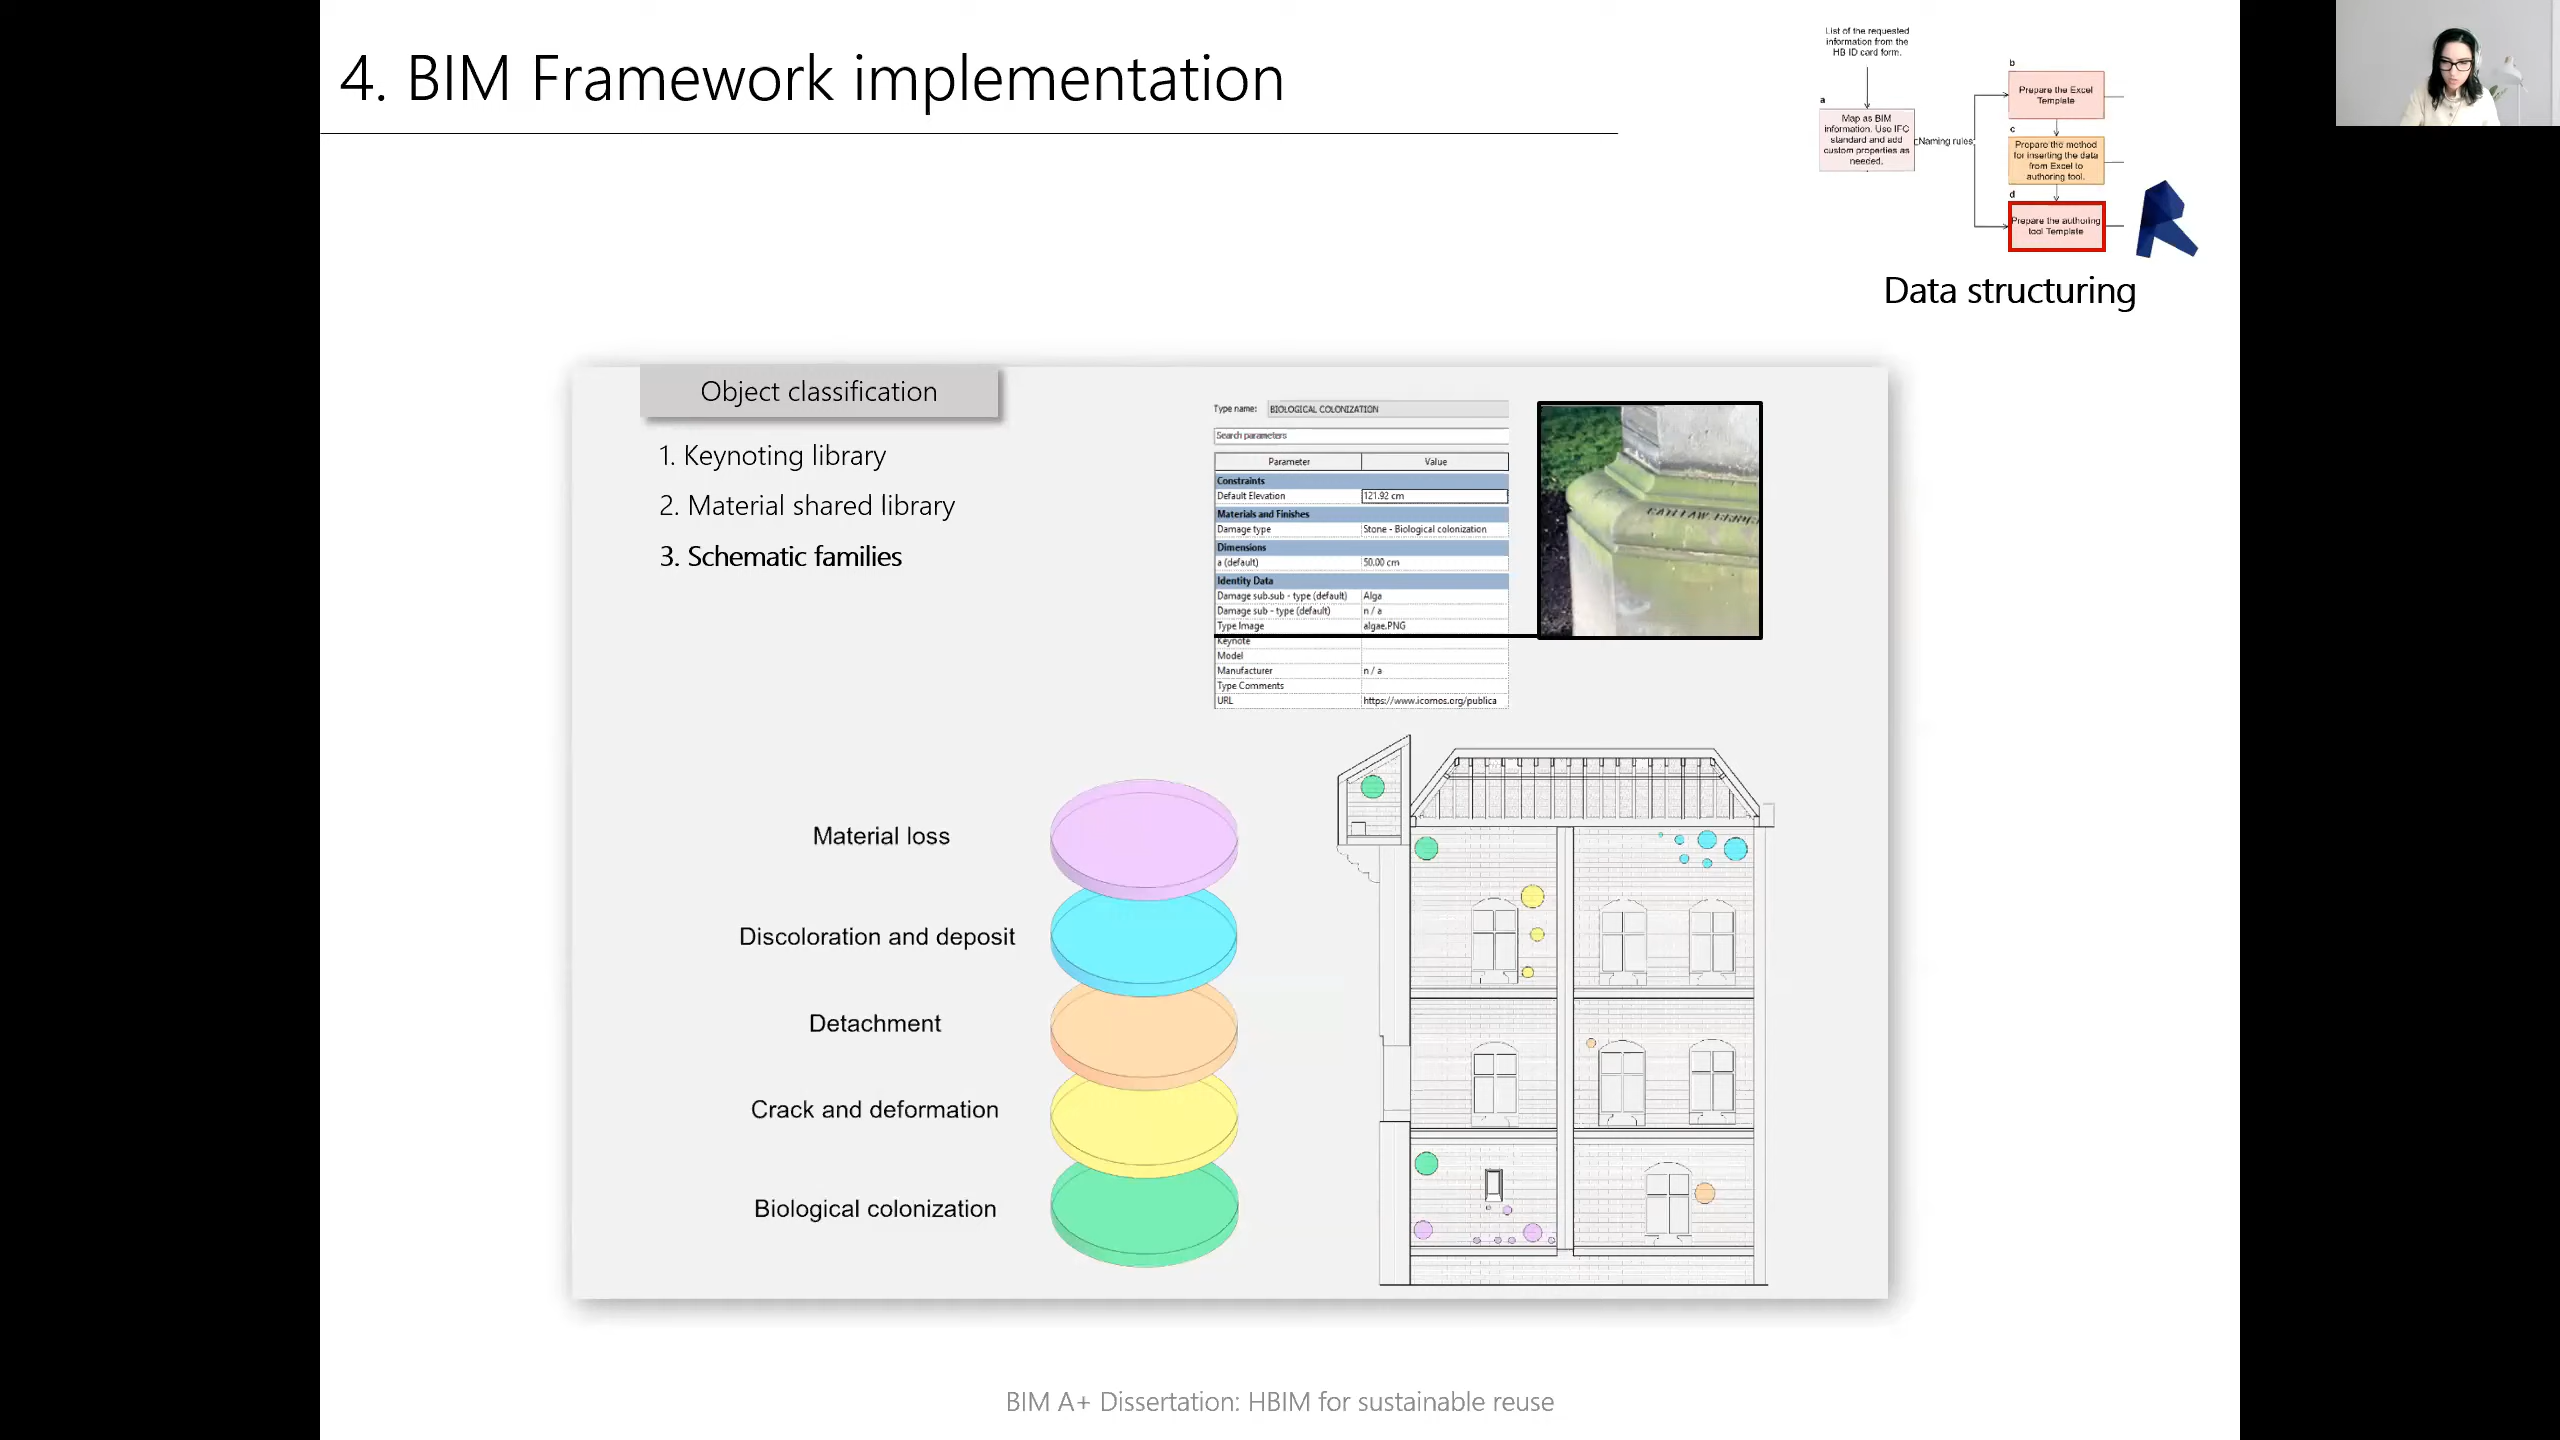 4. BIM Framework implementation
List of the requested
information from the
HB ID card form.
a
Map as BIM
information. Use IFC
standard and add
custom properties as
needed.
Naming rules
b
Prepare the Excel
Template
c
Prepare the method
for inserting the data
from Excel to
authoring tool.
d
Prepare the authoring
tool Template
Data structuring
Object classification
1. Keynoting library
2. Material shared library
3. Schematic families
Type name: BIOLOGICAL COLONIZATION
Search parameters
Parameter Value
Constraints
Default Elevation 121.92 cm
Materials and Finishes
Damage type Stone - Biological colonization
Dimensions
a (default) 50.00 cm
Identity Data
Damage sub.sub - type (default) Alga
Damage sub - type (default) n / a
Type Image algae.PNG
Keynote
Model
Manufacturer n / a
Type Comments
URL https://www.icomos.org/publica
Material loss
Discoloration and deposit
Detachment
Crack and deformation
Biological colonization
BIM A+ Dissertation: HBIM for sustainable reuse